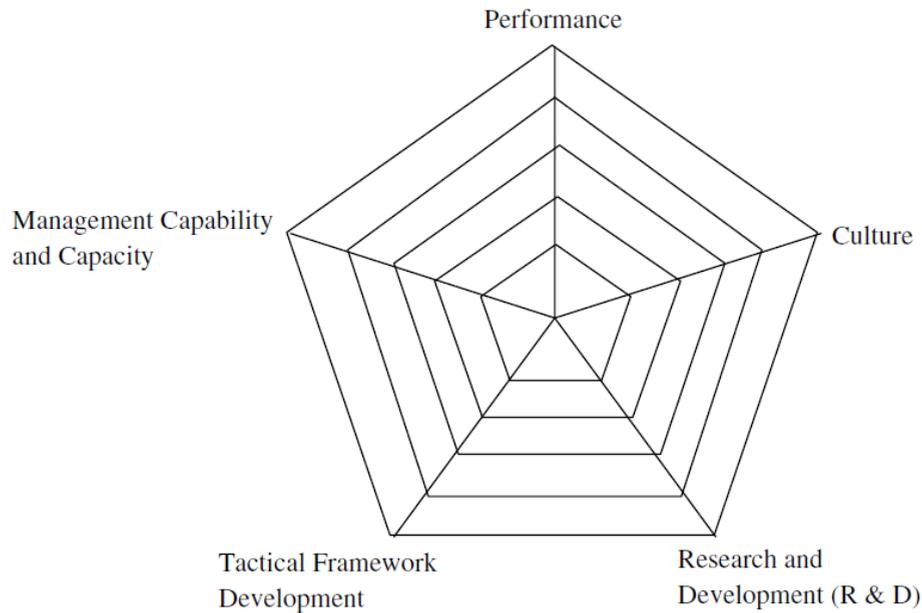 Performance
Management Capability
and Capacity
Culture
Tactical Framework
Development
Research and
Development (R & D)